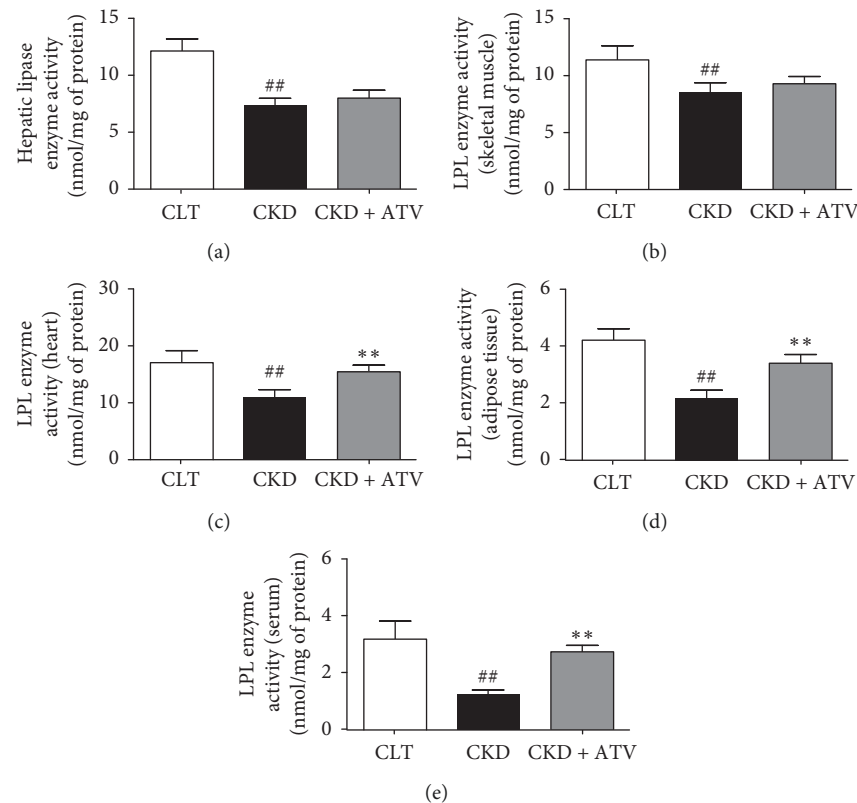 Hepatic lipase
enzyme activity
(nmol/mg of protein)
15
10
5
0
##
CLT
CKD
CKD + ATV
(a)
LPL enzyme activity
(skeletal muscle)
(nmol/mg of protein)
15
10
5
0
##
CLT
CKD
CKD + ATV
(b)
LPL enzyme
activity (heart)
(nmol/mg of protein)
30
20
10
0
##
**
CLT
CKD
CKD + ATV
(c)
LPL enzyme activity
(adipose tissue)
(nmol/mg of protein)
6
4
2
0
##
**
CLT
CKD
CKD + ATV
(d)
LPL enzyme
activity (serum)
(nmol/mg of protein)
6
4
2
0
##
**
CLT
CKD
CKD + ATV
(e)